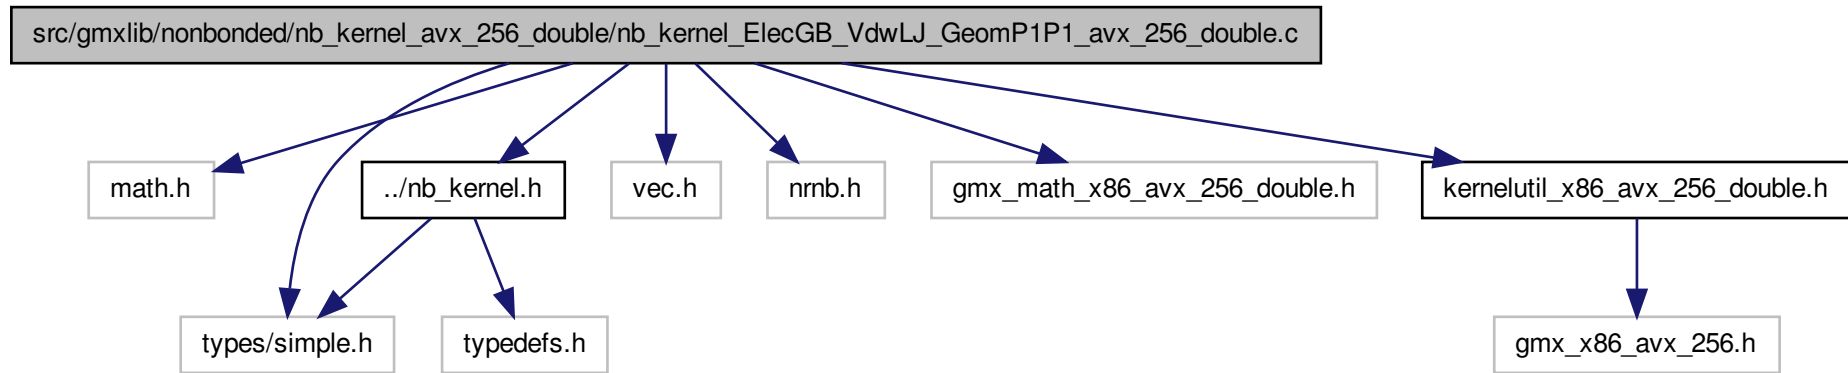 src/gmxlib/nonbonded/nb_kernel_avx_256_double/nb_kernel_ElecGB_VdwLJ_GeomP1P1_avx_256_double.c
math.h
../nb_kernel.h
vec.h
nrnb.h
gmx_math_x86_avx_256_double.h
kernelutil_x86_avx_256_double.h
types/simple.h
typedefs.h
gmx_x86_avx_256.h